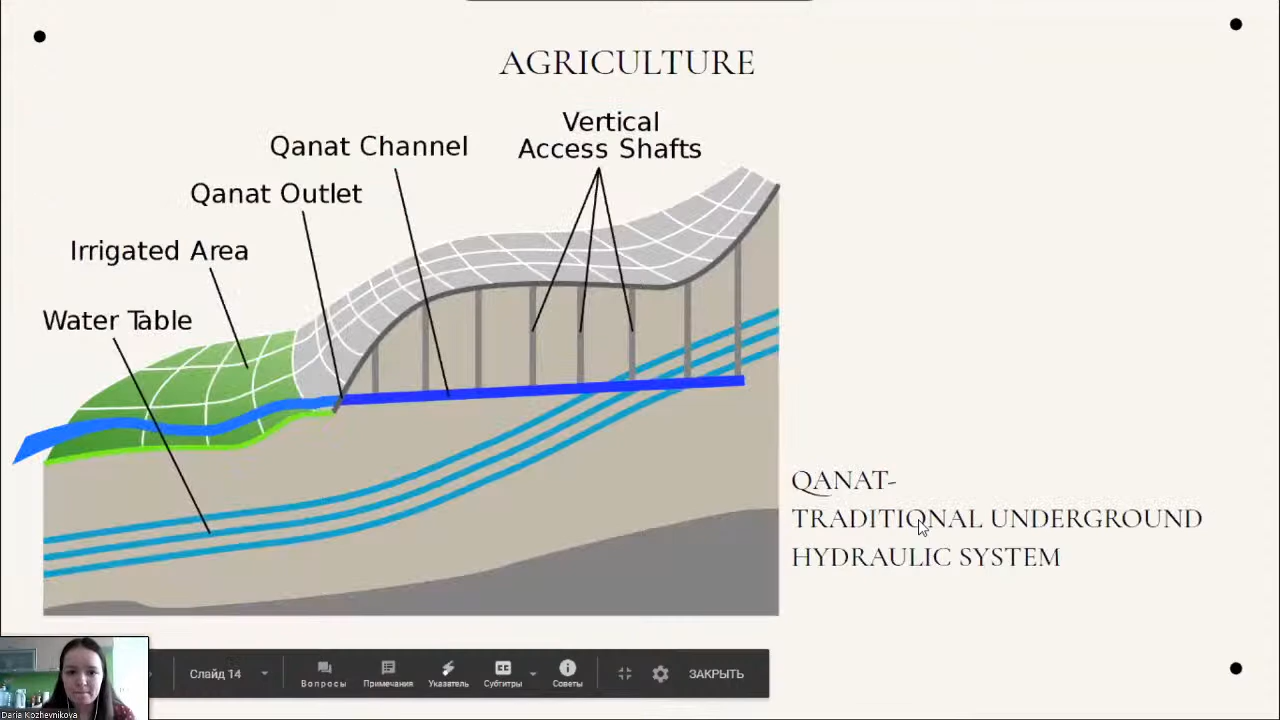 AGRICULTURE
Vertical
Access Shafts
Qanat Channel
Qanat Outlet
Irrigated Area
Water Table
QANAT-
TRADITIONAL UNDERGROUND
HYDRAULIC SYSTEM
Слайд 14
Вопросы
Примечания
Указатель
Субтитры
Советы
ЗАКРЫТЬ
Daria Kozhevnikova